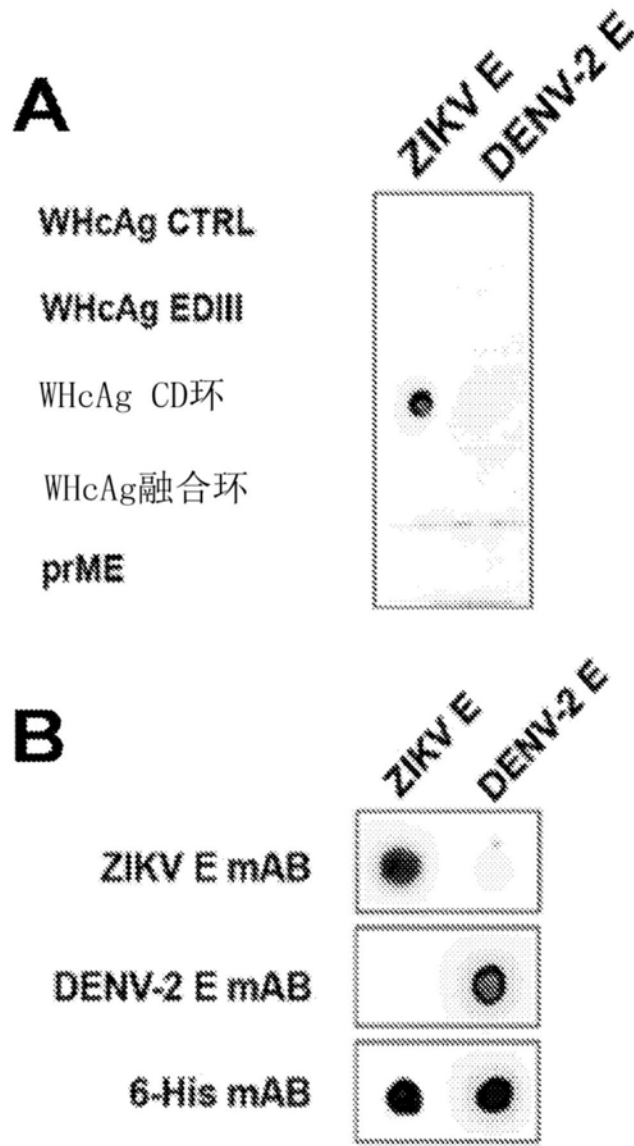 A
ZIKV E
DENV-2 E
WHcAg CTRL
WHcAg EDIII
WHcAg CD环
WHcAg融合环
prME
B
ZIKV E
DENV-2 E
ZIKV E mAB
DENV-2 E mAB
6-His mAB